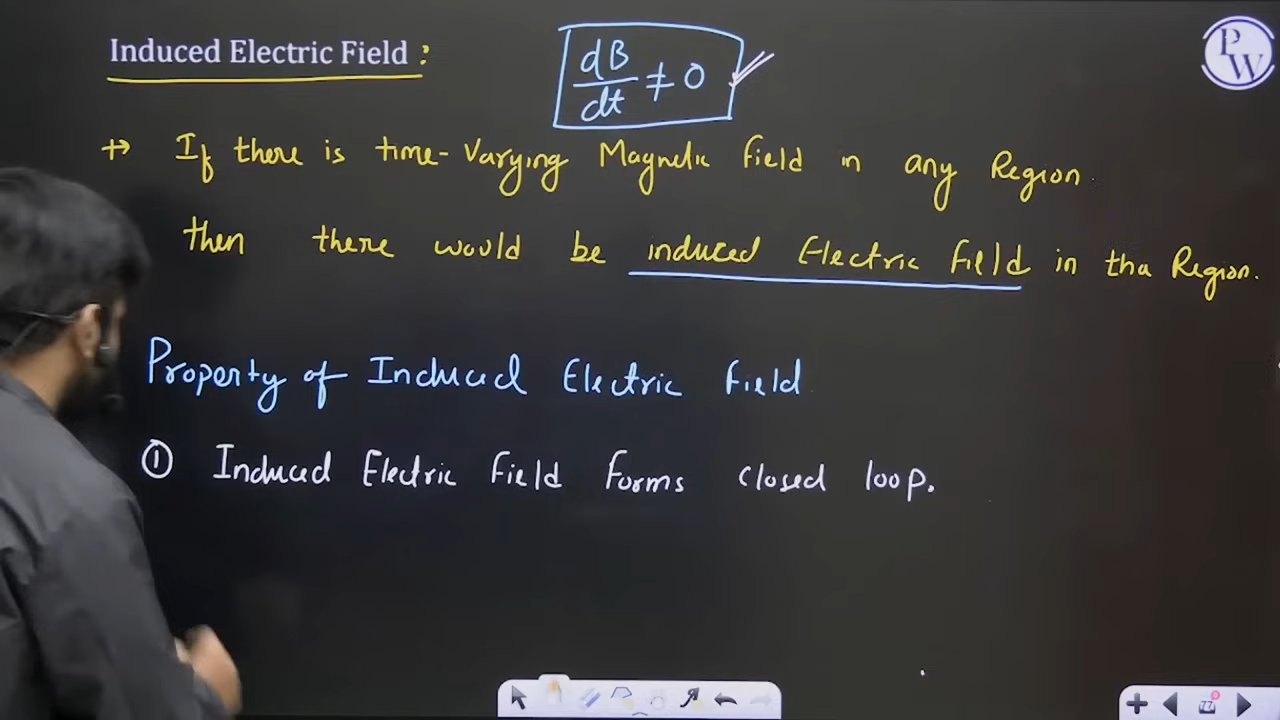 Induced Electric Field :
dB/dt ≠ 0
PW
→ If there is time-Varying Magnetic field in any Region.
then there would be induced Electric field in tha Region.
Property of Induced Electric field
① Induced Electric field forms closed loop.
77